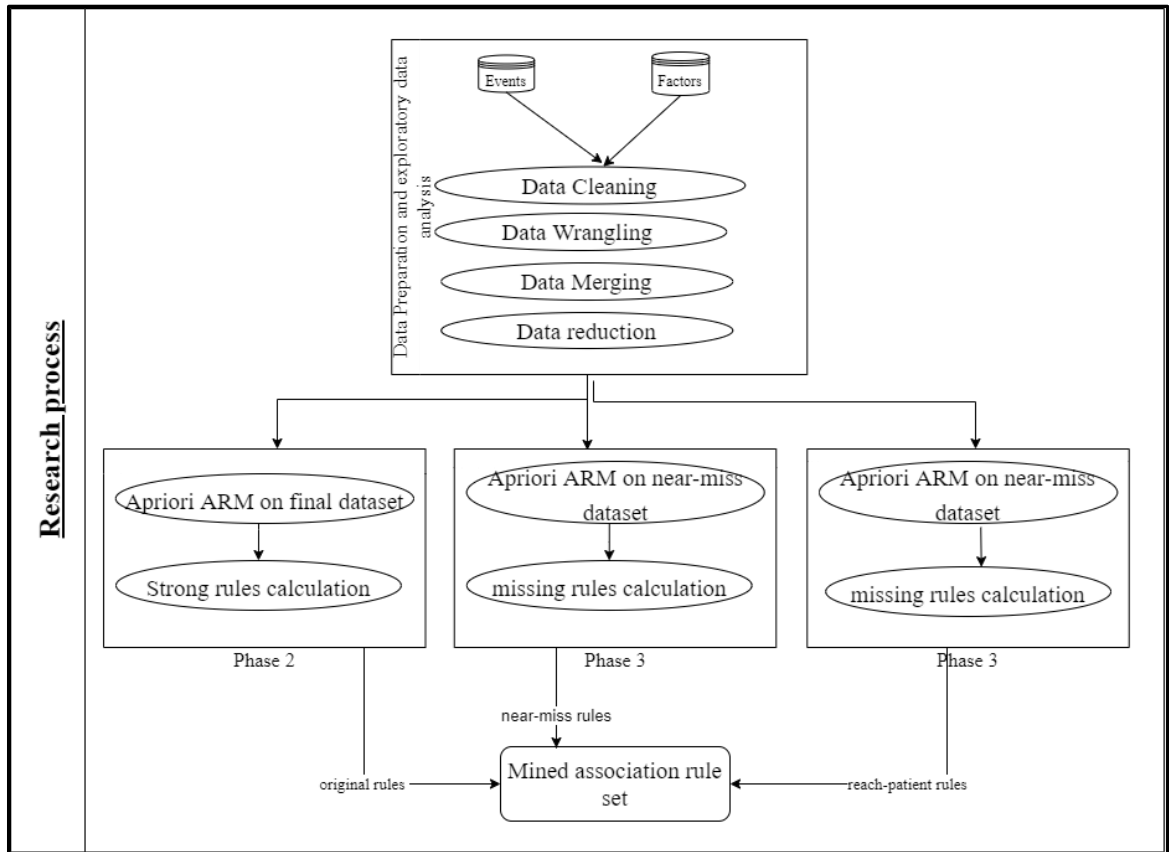 Research process
Data Preparation and exploratory data
analysis
Events
Factors
Data Cleaning
Data Wrangling
Data Merging
Data reduction
Apriori ARM on final dataset
Strong rules calculation
Phase 2
Apriori ARM on near-miss
dataset
missing rules calculation
Phase 3
Apriori ARM on near-miss
dataset
missing rules calculation
Phase 3
near-miss rules
original rules
Mined association rule
set
reach-patient rules